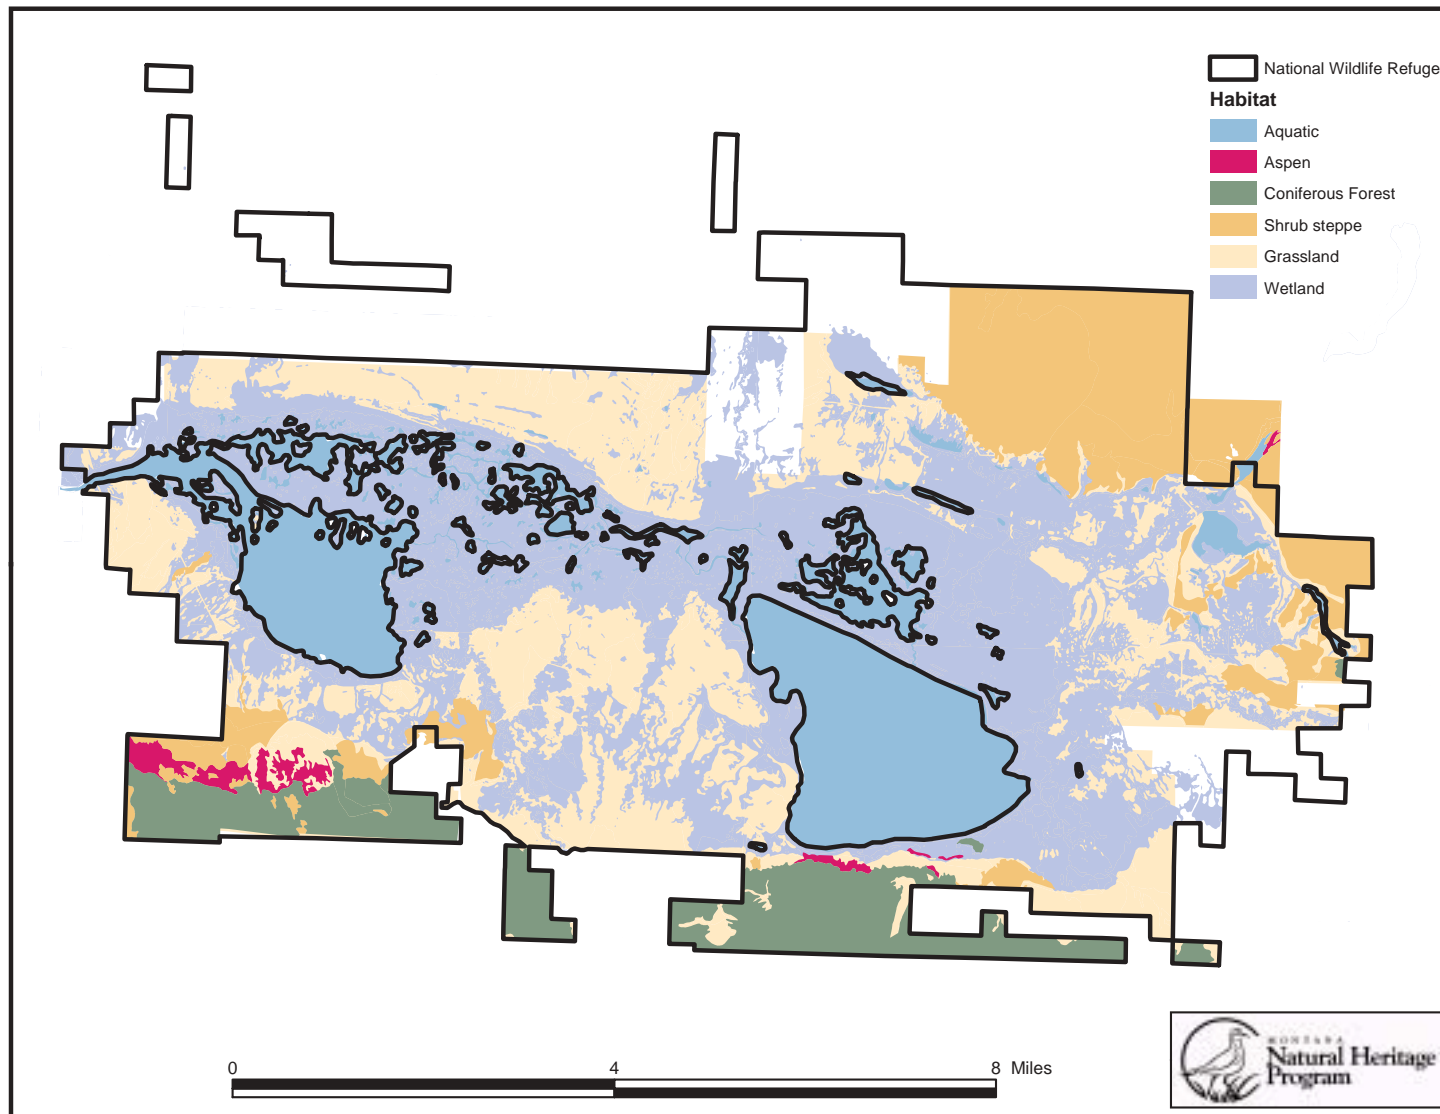 National Wildlife Refuge
Habitat
Aquatic
Aspen
Coniferous Forest
Shrub steppe
Grassland
Wetland
0 4 8 Miles
MONTANA
Natural Heritage
Program